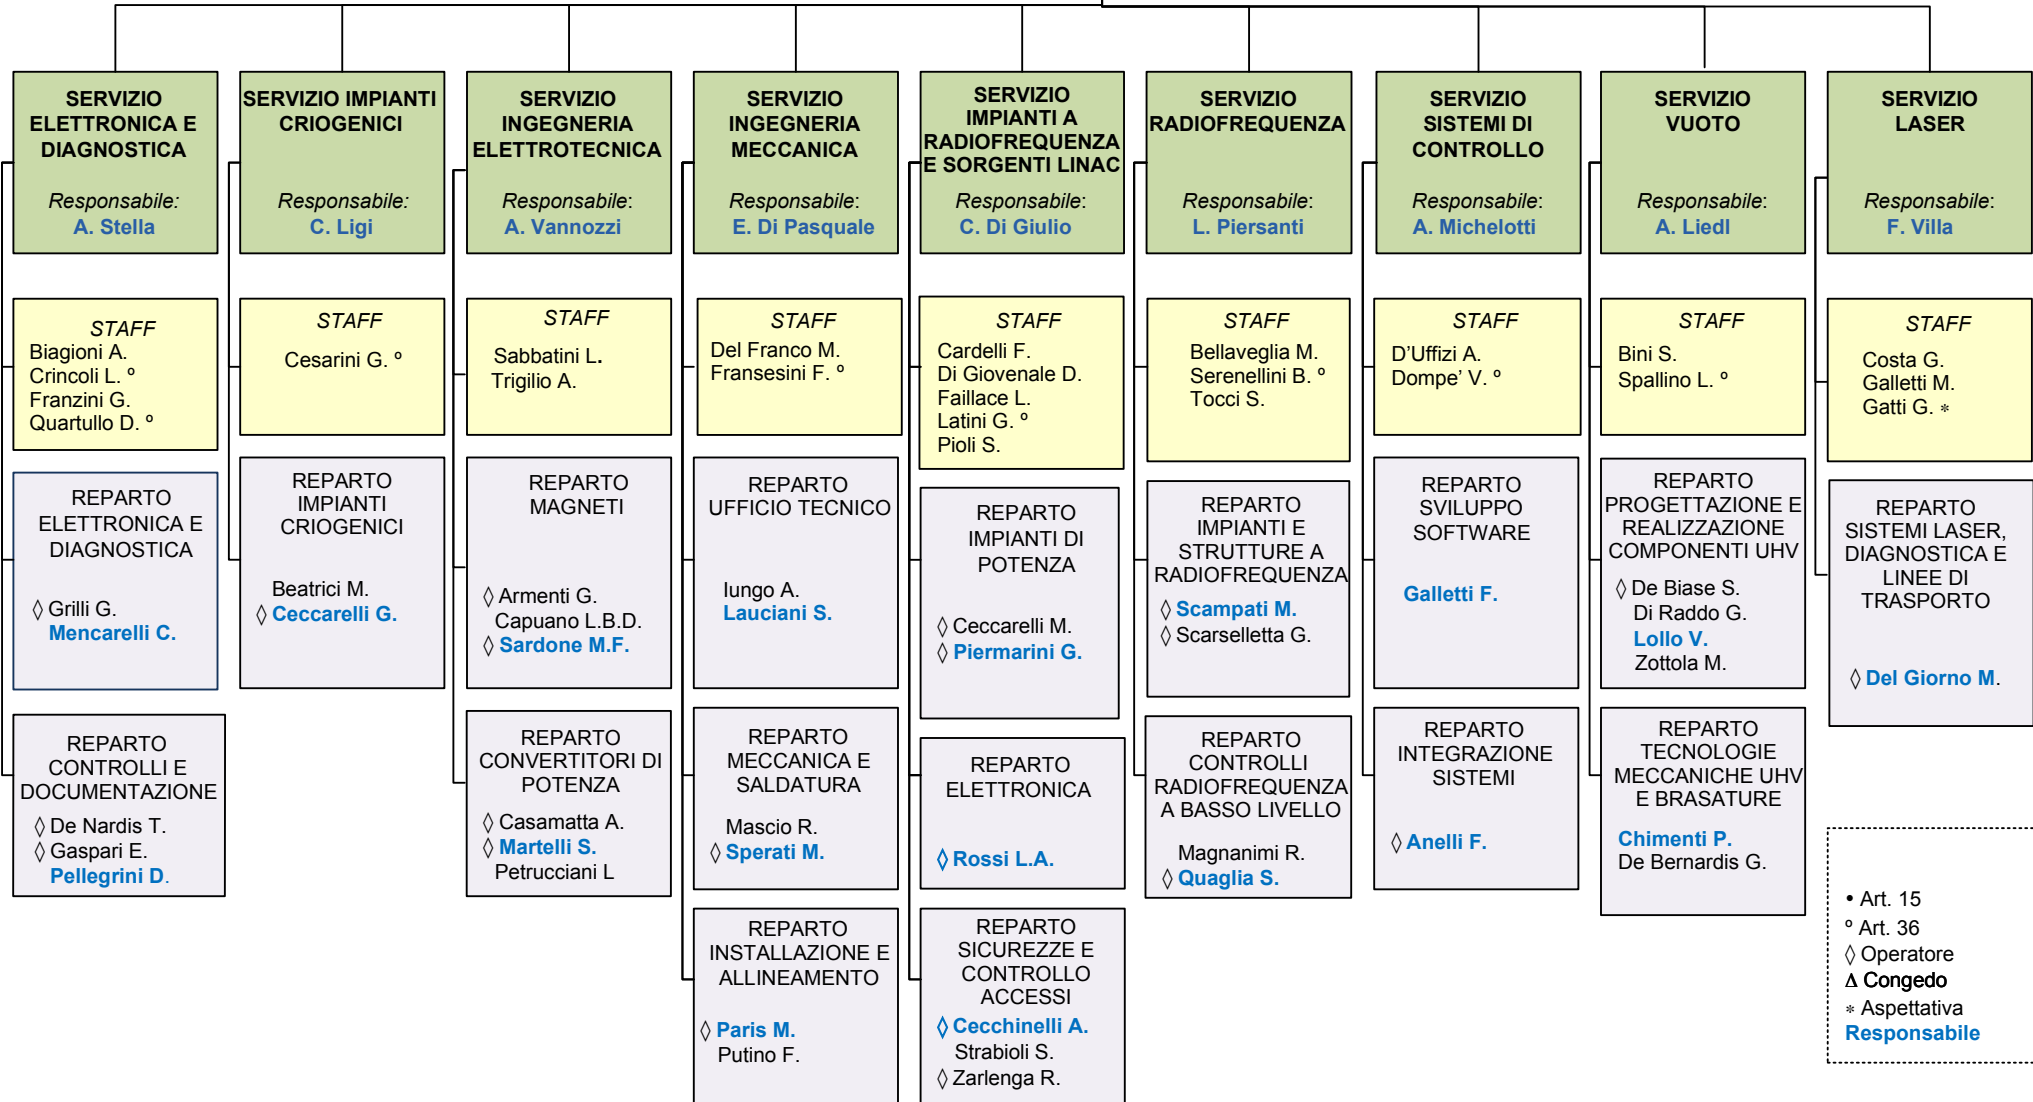 SERVIZIO
ELETTRONICA E
DIAGNOSTICA
Responsabile:
A. Stella
STAFF
Biagioni A.
Crincoli L. º
Franzini G.
Quartullo D. º
REPARTO
ELETTRONICA E
DIAGNOSTICA
◊ Grilli G.
Mencarelli C.
REPARTO
CONTROLLI E
DOCUMENTAZIONE
◊ De Nardis T.
◊ Gaspari E.
Pellegrini D.
SERVIZIO IMPIANTI
CRIOGENICI
Responsabile:
C. Ligi
STAFF
Cesarini G. º
REPARTO
IMPIANTI
CRIOGENICI
Beatrici M.
◊ Ceccarelli G.
SERVIZIO
INGEGNERIA
ELETTROTECNICA
Responsabile:
A. Vannozzi
STAFF
Sabbatini L.
Trigilio A.
REPARTO
MAGNETI
◊ Armenti G.
Capuano L.B.D.
◊ Sardone M.F.
REPARTO
CONVERTITORI DI
POTENZA
◊ Casamatta A.
◊ Martelli S.
Petrucciani L
SERVIZIO
INGEGNERIA
MECCANICA
Responsabile:
E. Di Pasquale
STAFF
Del Franco M.
Fransesini F. º
REPARTO
UFFICIO TECNICO
Iungo A.
Lauciani S.
REPARTO
MECCANICA E
SALDATURA
Mascio R.
◊ Sperati M.
REPARTO
INSTALLAZIONE E
ALLINEAMENTO
◊ Paris M.
Putino F.
SERVIZIO
IMPIANTI A
RADIOFREQUENZA
E SORGENTI LINAC
Responsabile:
C. Di Giulio
STAFF
Cardelli F.
Di Giovenale D.
Faillace L.
Latini G. º
Pioli S.
REPARTO
IMPIANTI DI
POTENZA
◊ Ceccarelli M.
◊ Piermarini G.
REPARTO
ELETTRONICA
◊ Rossi L.A.
REPARTO
SICUREZZE E
CONTROLLO
ACCESSI
◊ Cecchinelli A.
Strabioli S.
◊ Zarlenga R.
SERVIZIO
RADIOFREQUENZA
Responsabile:
L. Piersanti
STAFF
Bellaveglia M.
Serenellini B. º
Tocci S.
REPARTO
IMPIANTI E
STRUTTURE A
RADIOFREQUENZA
◊ Scampati M.
◊ Scarselletta G.
REPARTO
CONTROLLI
RADIOFREQUENZA
A BASSO LIVELLO
Magnanimi R.
◊ Quaglia S.
SERVIZIO
SISTEMI DI
CONTROLLO
Responsabile:
A. Michelotti
STAFF
D'Uffizi A.
Dompe' V. º
REPARTO
SVILUPPO
SOFTWARE
Galletti F.
REPARTO
INTEGRAZIONE
SISTEMI
◊ Anelli F.
SERVIZIO
VUOTO
Responsabile:
A. Liedl
STAFF
Bini S.
Spallino L. º
REPARTO
PROGETTAZIONE E
REALIZZAZIONE
COMPONENTI UHV
◊ De Biase S.
Di Raddo G.
Lollo V.
Zottola M.
REPARTO
TECNOLOGIE
MECCANICHE UHV
E BRASATURE
Chimenti P.
De Bernardis G.
SERVIZIO
LASER
Responsabile:
F. Villa
STAFF
Costa G.
Galletti M.
Gatti G. *
REPARTO
SISTEMI LASER,
DIAGNOSTICA E
LINEE DI
TRASPORTO
◊ Del Giorno M.
• Art. 15
º Art. 36
◊ Operatore
Δ Congedo
* Aspettativa
Responsabile